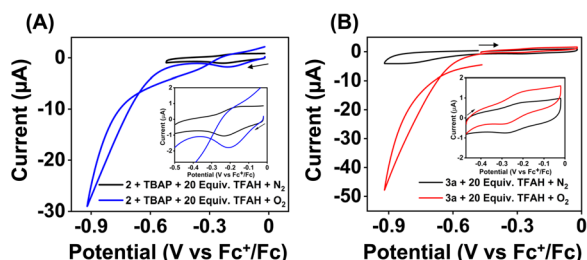 (A)
Current (µA)
0
-10
-20
-30
-0.9
-0.6
-0.3
0
Potential (V vs Fc⁺/Fc)
2
1
0
-1
-2
-0.5
-0.4
-0.3
-0.2
-0.1
0
Current (µA)
Potential (V vs Fc⁺/Fc)
2 + TBAP + 20 Equiv. TFAH + N₂
2 + TBAP + 20 Equiv. TFAH + O₂
(B)
Current (µA)
0
-10
-20
-30
-40
-50
-0.9
-0.6
-0.3
0
Potential (V vs Fc⁺/Fc)
2
1
0
-1
-2
-0.4
-0.3
-0.2
-0.1
0
Current (µA)
Potential (V vs Fc⁺/Fc)
3a + 20 Equiv. TFAH + N₂
3a + 20 Equiv. TFAH + O₂